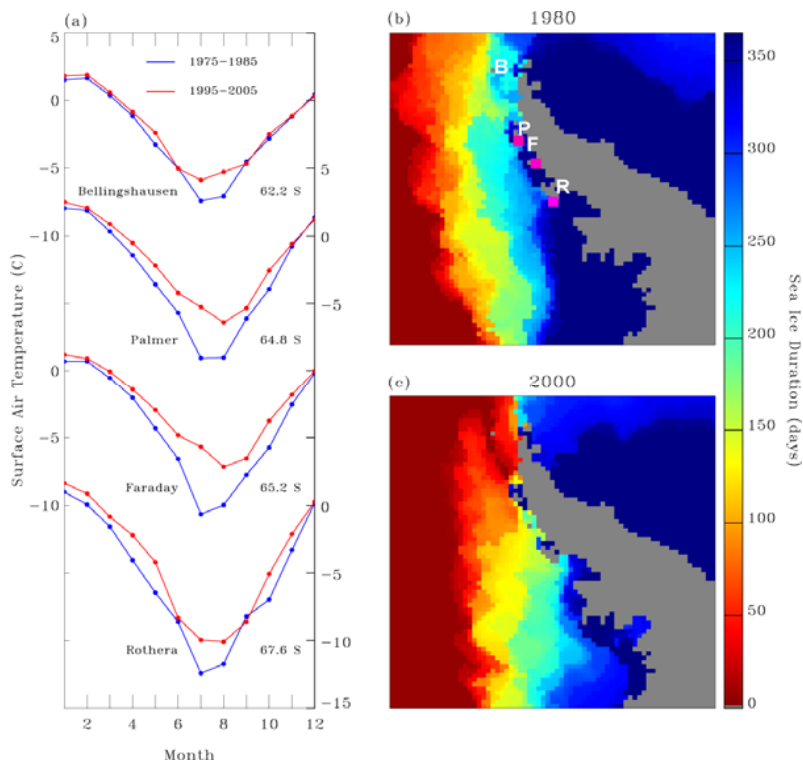 (a)
5
0
-10
0
-5
-10
5
0
-5
0
-5
-10
-15
1975-1985
1995-2005
Bellingshausen 62.2 S
Palmer 64.8 S
Faraday 65.2 S
Rothera 67.6 S
Surface Air Temperature (C)
2 4 6 8 10 12
Month
(b) 1980
B
P
F
R
(c) 2000
350
300
250
200
150
100
50
0
Sea Ice Duration (days)